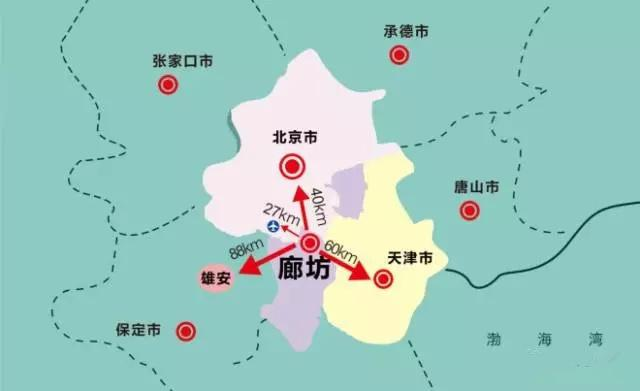 承德市
张家口市
北京市
唐山市
40km
27km
88km
60km
天津市
廊坊
雄安
保定市
渤海湾